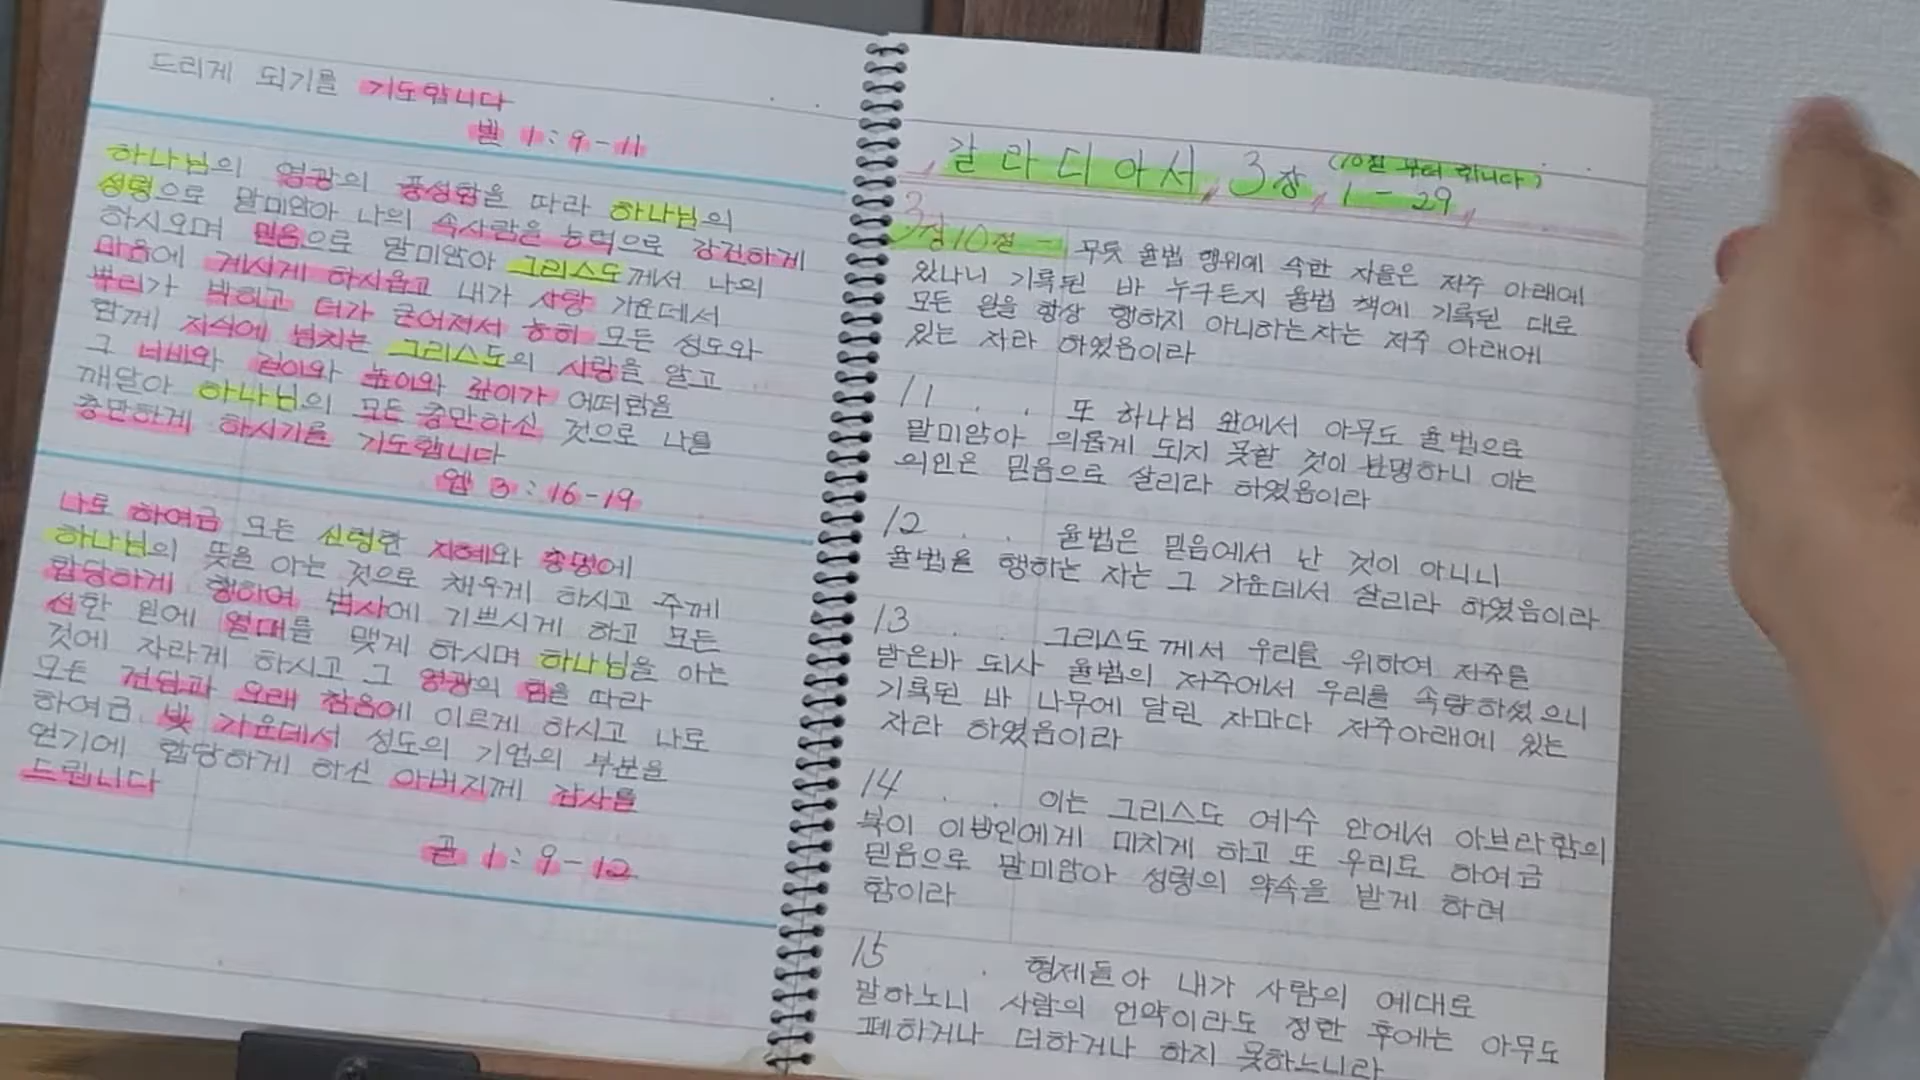 드리게 되기를 기도합니다
빌 1:9-11
하나님의 영광의 풍성함을 따라 하나님의
성령으로 말미암아 나의 속사람은 능력으로 강건하게
하시오며 믿음으로 말미암아 그리스도께서 나의
마음에 계시게 하시옵고 내가 사랑 가운데서
뿌리가 박히고 터가 굳어져서 능히 모든 성도와
함께 지식에 넘치는 그리스도의 사랑을 알고
그 너비와 길이와 높이와 깊이가 어떠함을
깨달아 하나님의 모든 충만하신 것으로 나를
충만하게 하시기를 기도합니다
엡 3:16-19
나로 하여금 모든 신령한 지혜와 총명에
하나님의 뜻을 아는 것으로 채우게 하시고 주께
합당하게 행하여 범사에 기쁘시게 하고 모든
선한 일에 열매를 맺게 하시며 하나님을 아는
것에 자라게 하시고 그 영광의 힘을 따라
모든 견딤과 오래 참음에 이르게 하시고 나로
하여금 빛 가운데서 성도의 기업의 부분을
얻기에 합당하게 하신 아버지께 감사를
드립니다
골 1:9-12
갈라디아서, 3장, 1-29,
(10절 부터 입니다)
3장10절 - 무릇 율법 행위에 속한 자들은 저주 아래에
있나니 기록된 바 누구든지 율법 책에 기록된 대로
모든 일을 항상 행하지 아니하는자는 저주 아래에
있는 자라 하였음이라
11 . . 또 하나님 앞에서 아무도 율법으로
말미암아 의롭게 되지 못할 것이 분명하니 이는
의인은 믿음으로 살리라 하였음이라
12 . . 율법은 믿음에서 난 것이 아니니
율법을 행하는 자는 그 가운데서 살리라 하였음이라
13 . . 그리스도께서 우리를 위하여 저주를
받은바 되사 율법의 저주에서 우리를 속량하셨으니
기록된 바 나무에 달린 자마다 저주아래에 있는
자라 하였음이라
14 . . 이는 그리스도 예수 안에서 아브라함의
복이 이방인에게 미치게 하고 또 우리도 하여금
믿음으로 말미암아 성령의 약속을 받게 하려
함이라
15 . 형제들아 내가 사람의 예대로
말하노니 사람의 언약이라도 정한 후에는 아무도
폐하거나 더하거나 하지 못하느니라